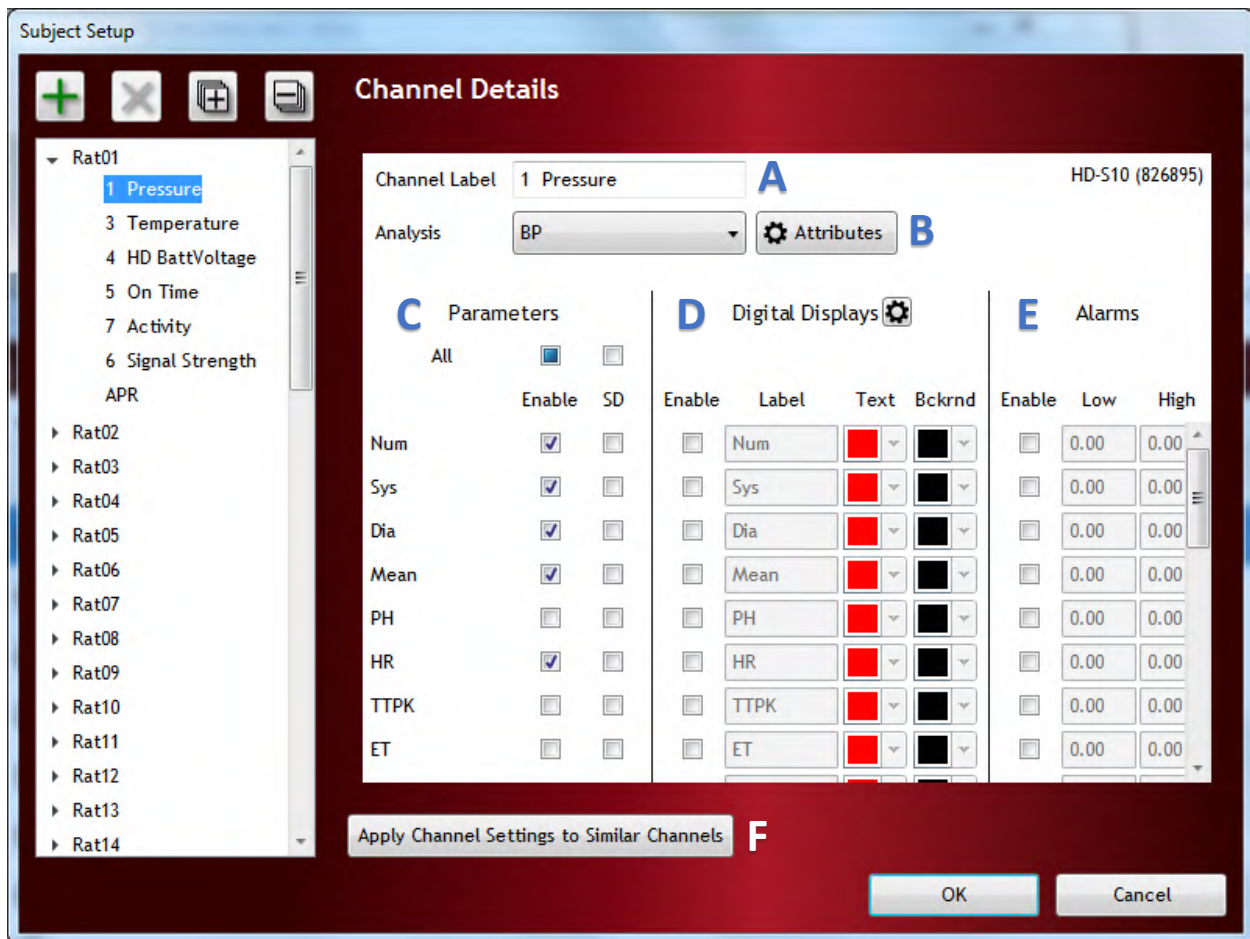 Subject Setup
Channel Details
Rat01
1 Pressure
3 Temperature
4 HD BattVoltage
5 On Time
7 Activity
6 Signal Strength
APR
Rat02
Rat03
Rat04
Rat05
Rat06
Rat07
Rat08
Rat09
Rat10
Rat11
Rat12
Rat13
Rat14
Channel Label 1 Pressure A HD-S10 (826895)
Analysis BP Attributes B
C Parameters D Digital Displays E Alarms
All
Enable SD Enable Label Text Bckrnd Enable Low High
Num Num 0.00 0.00
Sys Sys 0.00 0.00
Dia Dia 0.00 0.00
Mean Mean 0.00 0.00
PH PH 0.00 0.00
HR HR 0.00 0.00
TTPK TTPK 0.00 0.00
ET ET 0.00 0.00
Apply Channel Settings to Similar Channels F
OK Cancel